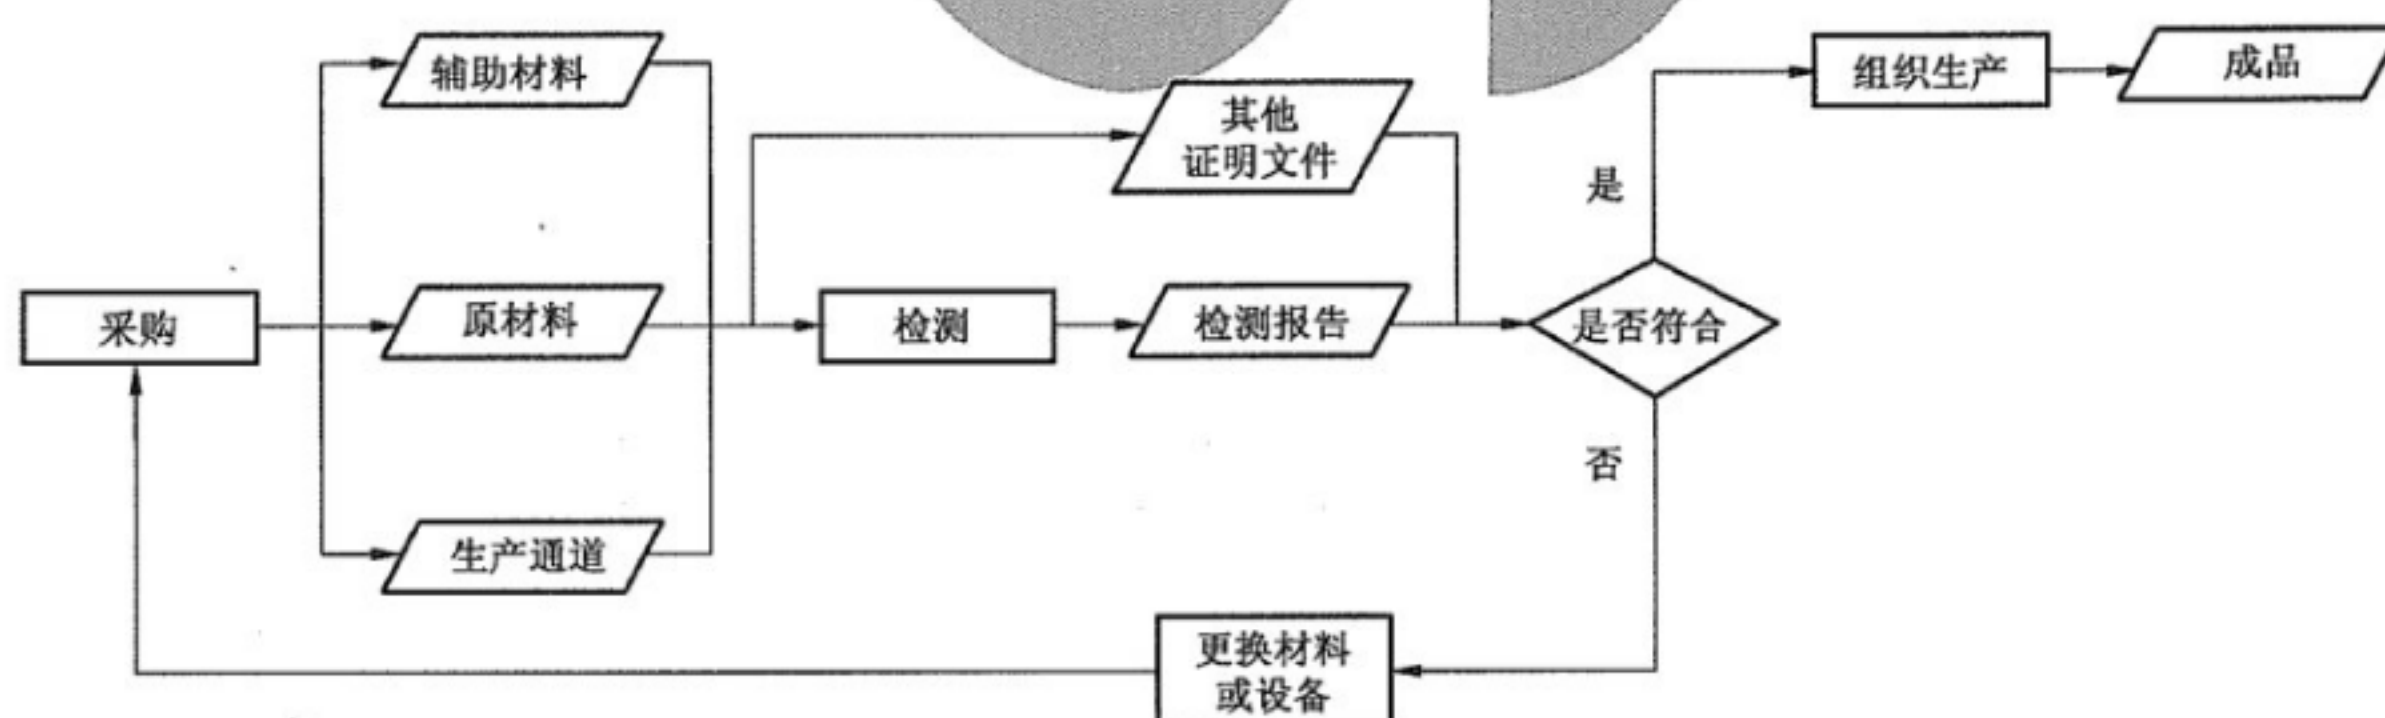 辅助材料
其他
证明文件
组织生产
成品
是
采购
原材料
检测
检测报告
是否符合
否
生产通道
更换材料
或设备